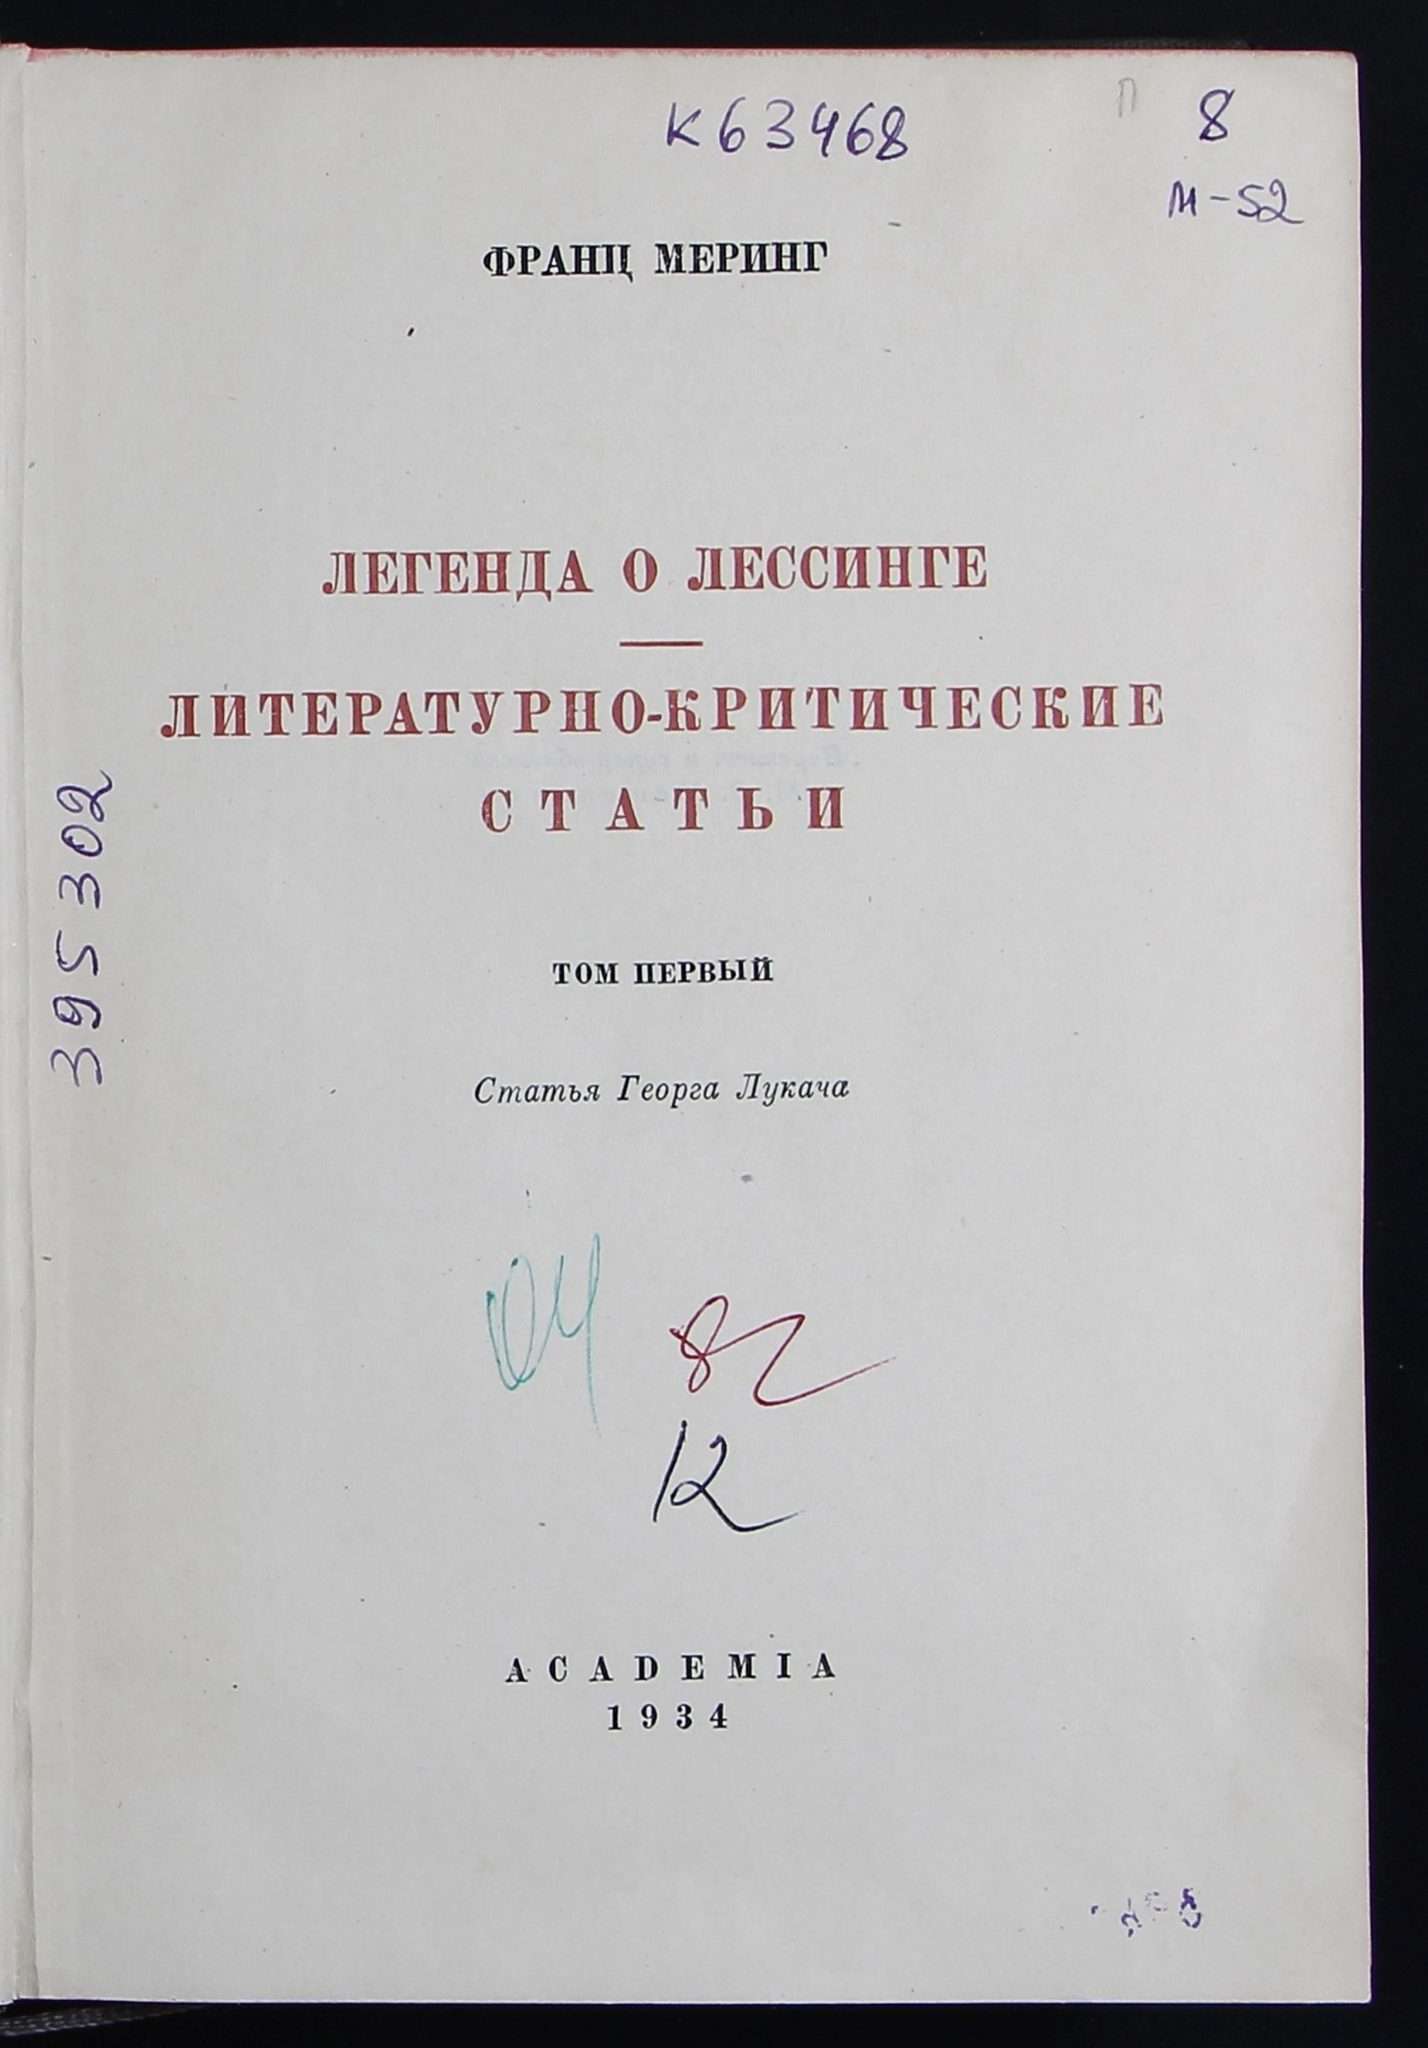 К63468
П 8
М-52
ФРАНЦ МЕРИНГ
ЛЕГЕНДА О ЛЕССИНГЕ
ЛИТЕРАТУРНО-КРИТИЧЕСКИЕ
СТАТЬИ
395302
ТОМ ПЕРВЫЙ
Статья Георга Лукача
82
12
ACADEMIA
1934